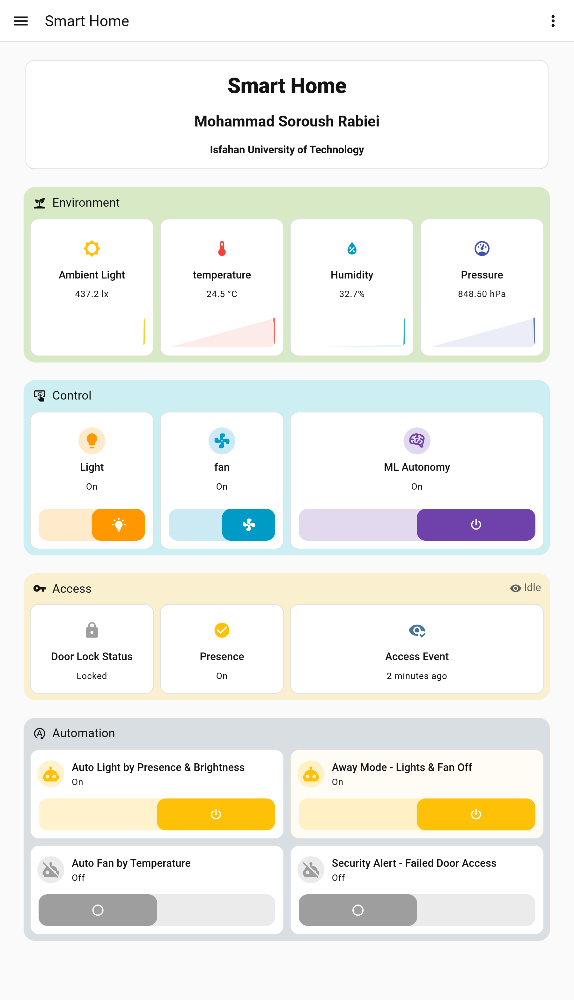 Smart Home
Smart Home
Mohammad Soroush Rabiei
Isfahan University of Technology
Environment
Ambient Light
437.2 lx
temperature
24.5 °C
Humidity
32.7%
Pressure
848.50 hPa
Control
Light
On
fan
On
ML Autonomy
On
Access
Idle
Door Lock Status
Locked
Presence
On
Access Event
2 minutes ago
Automation
Auto Light by Presence & Brightness
On
Away Mode - Lights & Fan Off
On
Auto Fan by Temperature
Off
Security Alert - Failed Door Access
Off